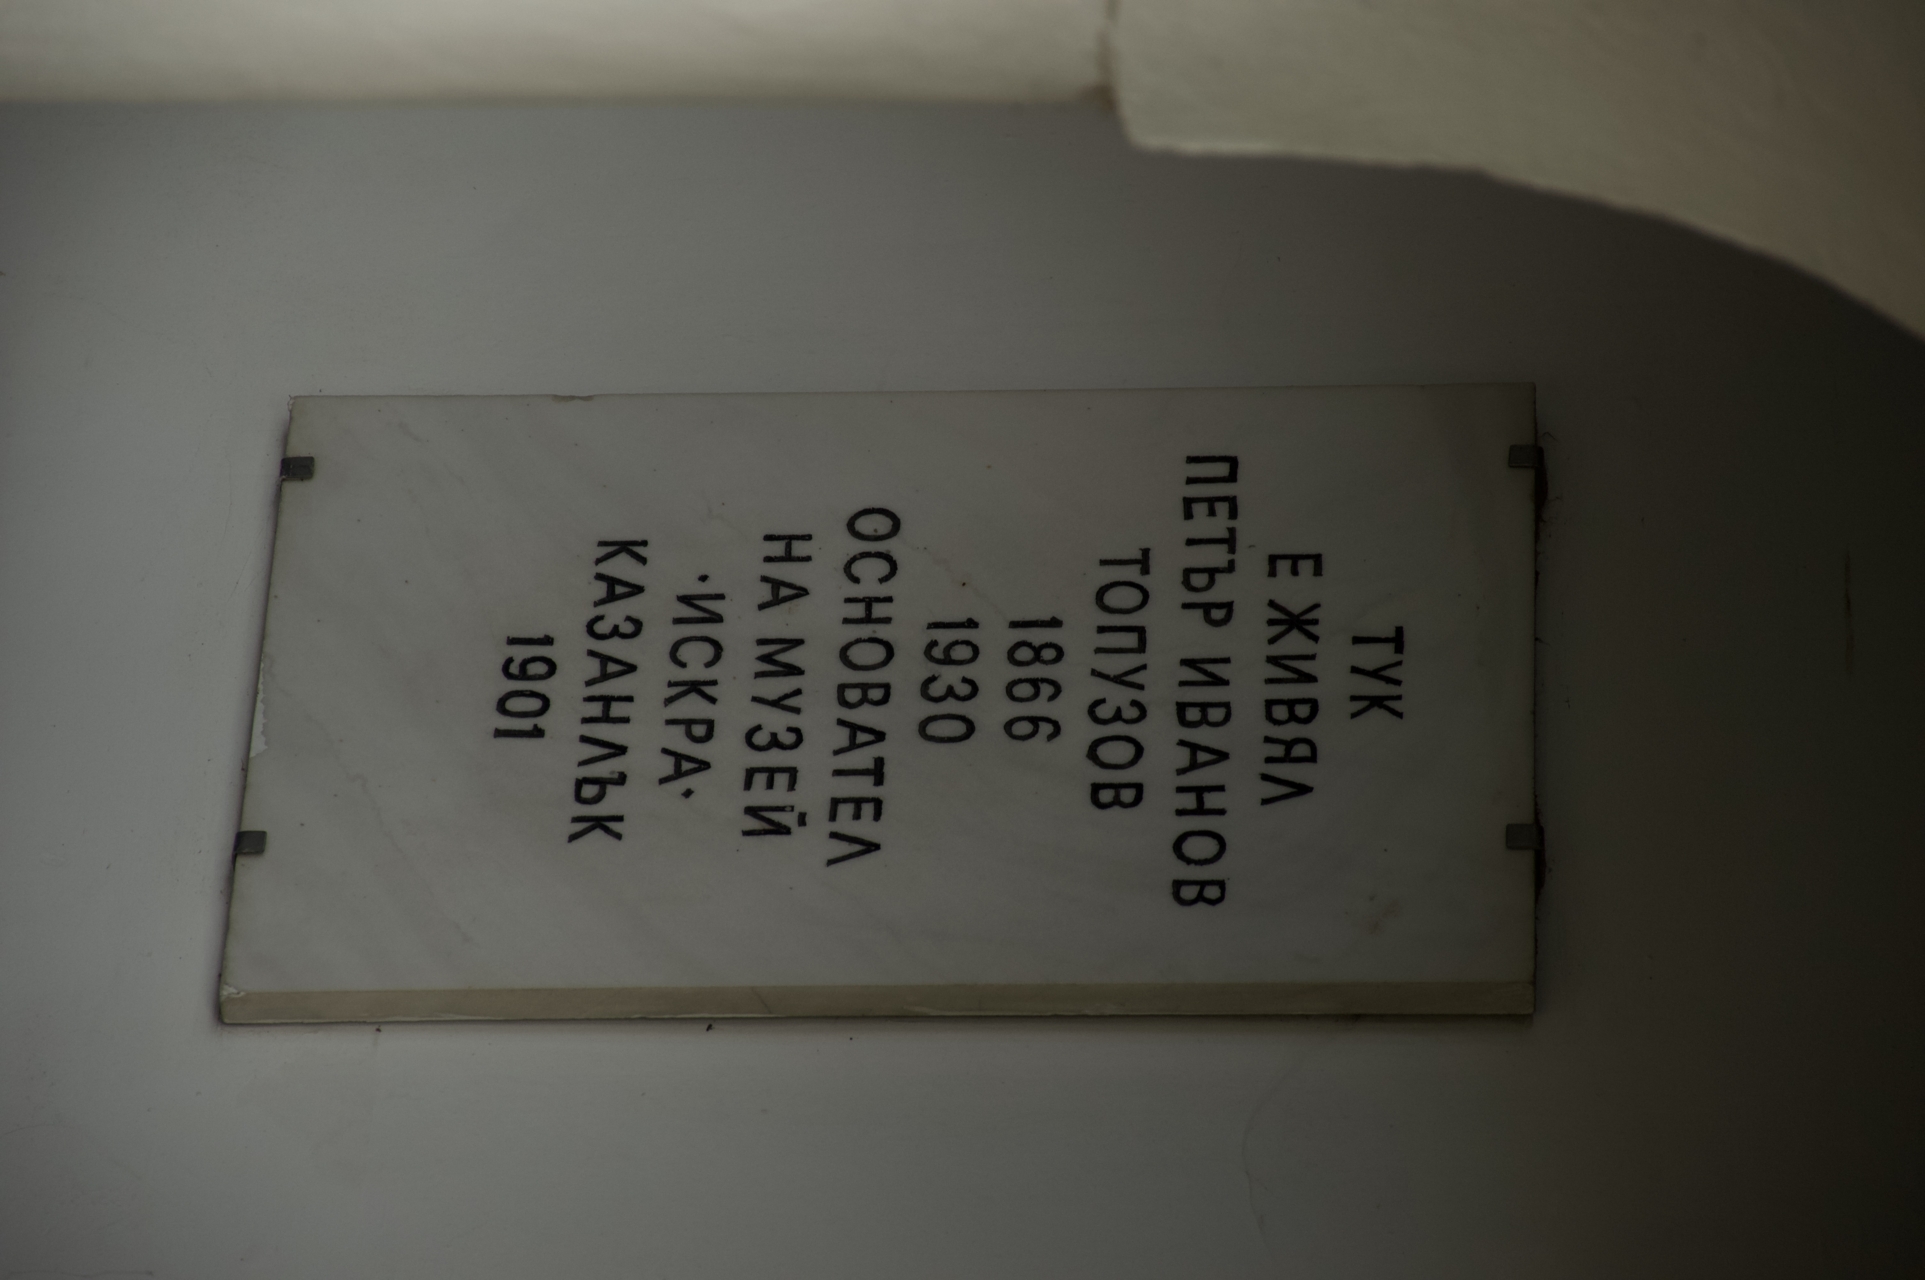 ТУК
Е ЖИВЯЛ
ПЕТЪР ИВАНОВ
ТОПУЗОВ
1866
1930
ОСНОВАТЕЛ
НА МУЗЕЙ
"ИСКРА"
КАЗАНЛЪК
1901